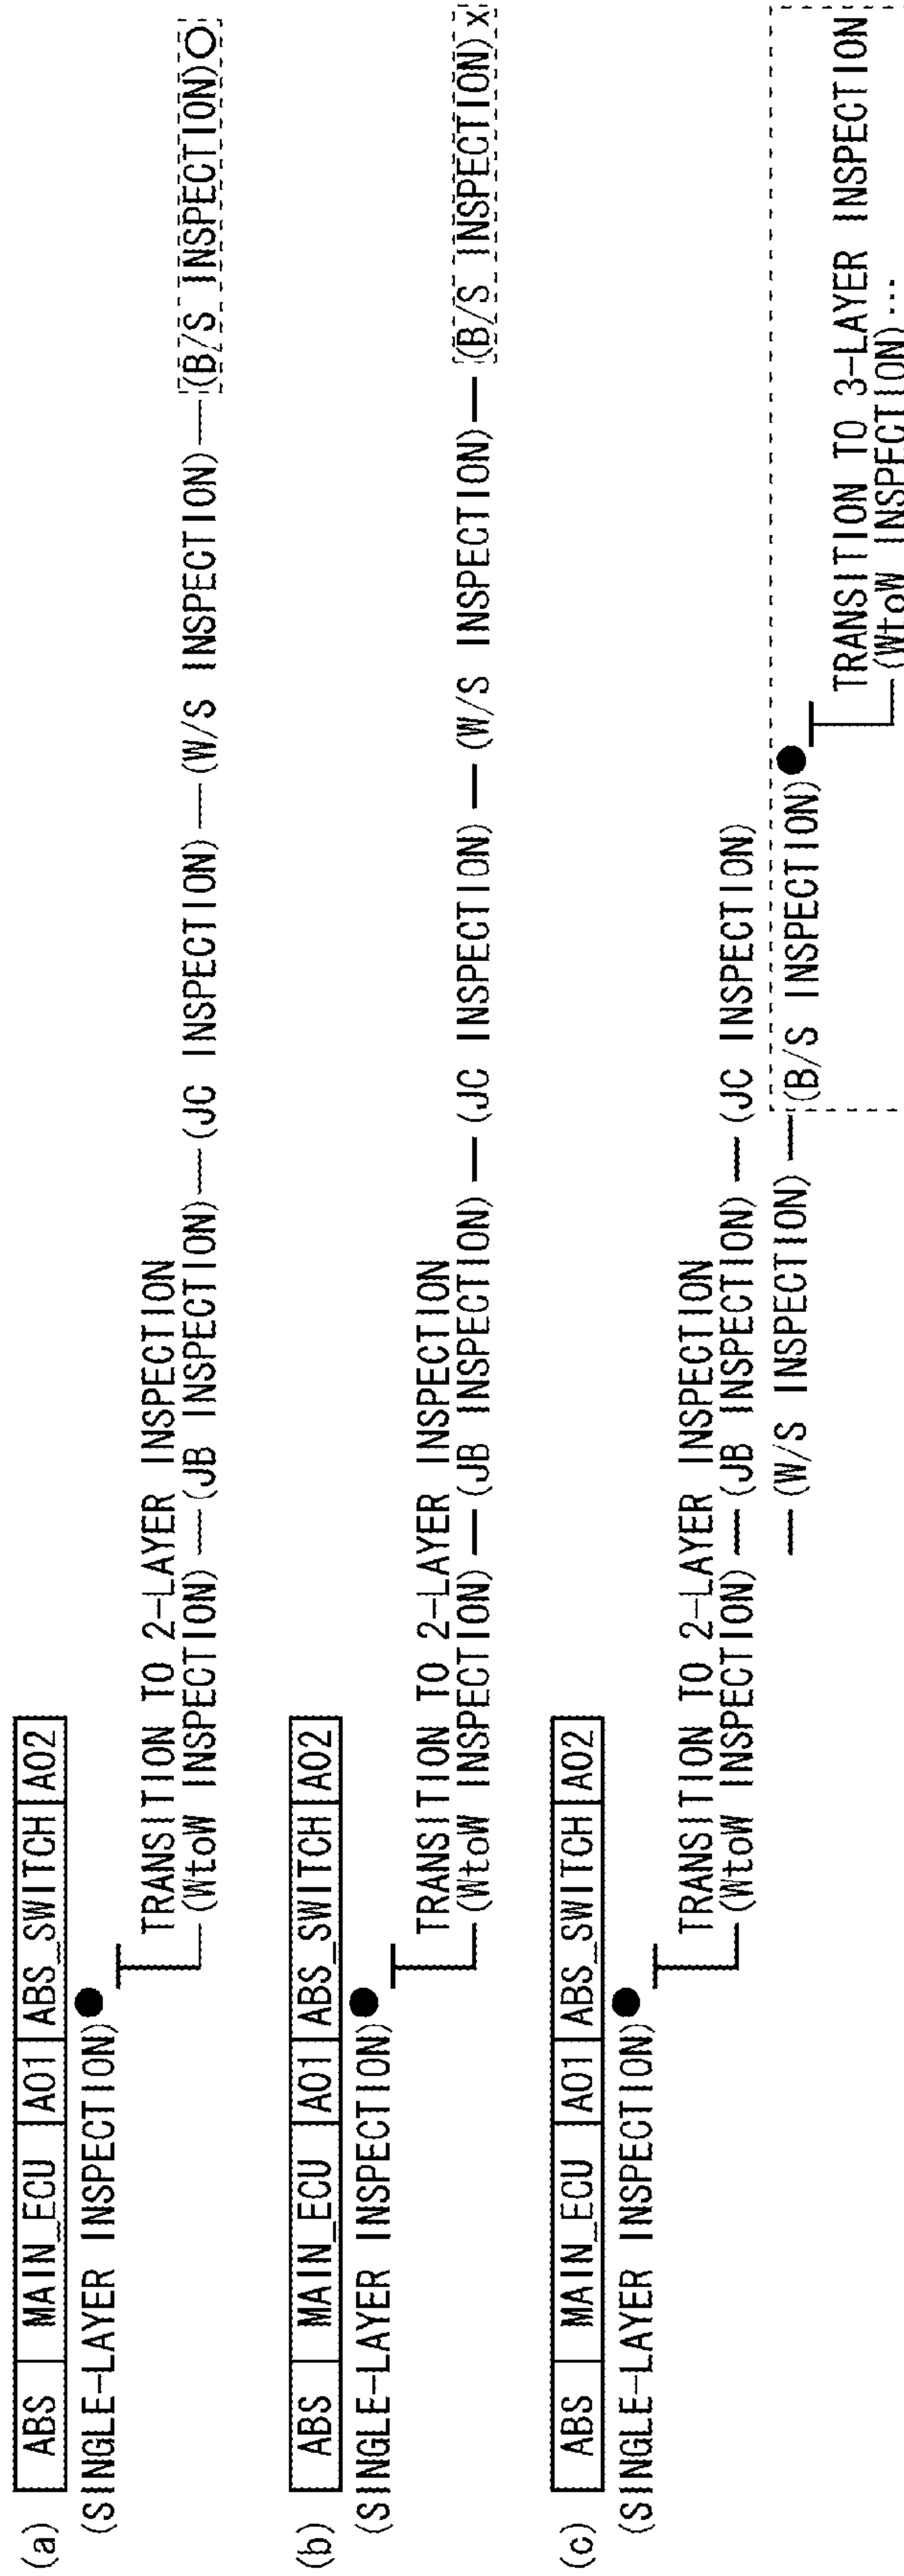 (a) ABS MAIN_ECU A01 ABS_SWITCH A02
(SINGLE-LAYER INSPECTION)●
TRANSITION TO 2-LAYER INSPECTION
(WtoW INSPECTION)—(JB INSPECTION)—(JC INSPECTION)—(W/S INSPECTION)—(B/S INSPECTION)○
(b) ABS MAIN_ECU A01 ABS_SWITCH A02
(SINGLE-LAYER INSPECTION)●
TRANSITION TO 2-LAYER INSPECTION
(WtoW INSPECTION)—(JB INSPECTION)—(JC INSPECTION)—(W/S INSPECTION)—(B/S INSPECTION)x
(c) ABS MAIN_ECU A01 ABS_SWITCH A02
(SINGLE-LAYER INSPECTION)●
TRANSITION TO 2-LAYER INSPECTION
(WtoW INSPECTION)—(JB INSPECTION)—(JC INSPECTION)
—(W/S INSPECTION)—(B/S INSPECTION)●
TRANSITION TO 3-LAYER INSPECTION
(WtoW INSPECTION)...